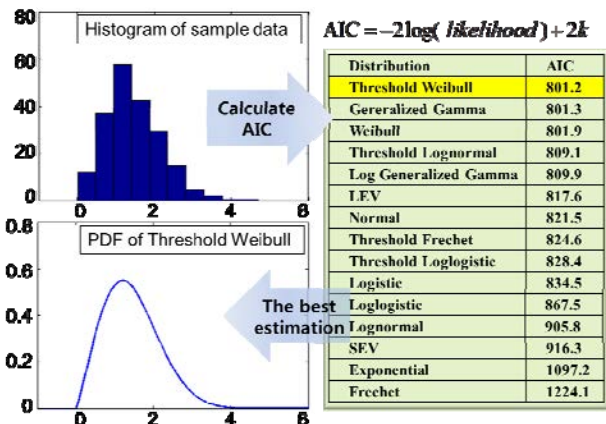 80
60
40
20
0
Histogram of sample data
0 2 4 6
Calculate
AIC
AIC = -2log( likelihood ) + 2k
Distribution AIC
Threshold Weibull 801.2
Gereralized Gamma 801.3
Weibull 801.9
Threshold Lognormal 809.1
Log Generalized Gamma 809.9
LEV 817.6
Normal 821.5
Threshold Frechet 824.6
Threshold Loglogistic 828.4
Logistic 834.5
Loglogistic 867.5
Lognormal 905.8
SEV 916.3
Exponential 1097.2
Frechet 1224.1
0.8
0.6
0.4
0.2
0
PDF of Threshold Weibull
0 2 4 6
The best
estimation